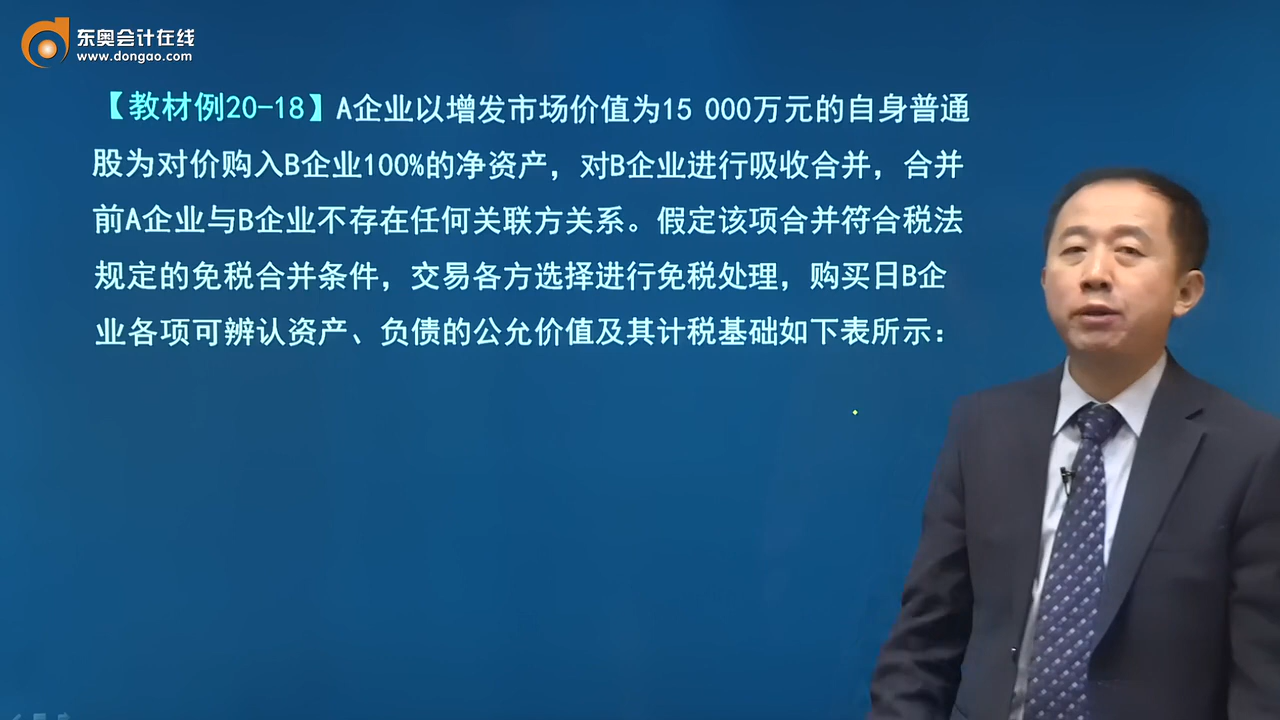 东奥会计在线
www.dongao.com
【教材例20-18】A企业以增发市场价值为15 000万元的自身普通
股为对价购入B企业100%的净资产，对B企业进行吸收合并，合并
前A企业与B企业不存在任何关联方关系。假定该项合并符合税法
规定的免税合并条件，交易各方选择进行免税处理，购买日B企
业各项可辨认资产、负债的公允价值及其计税基础如下表所示：